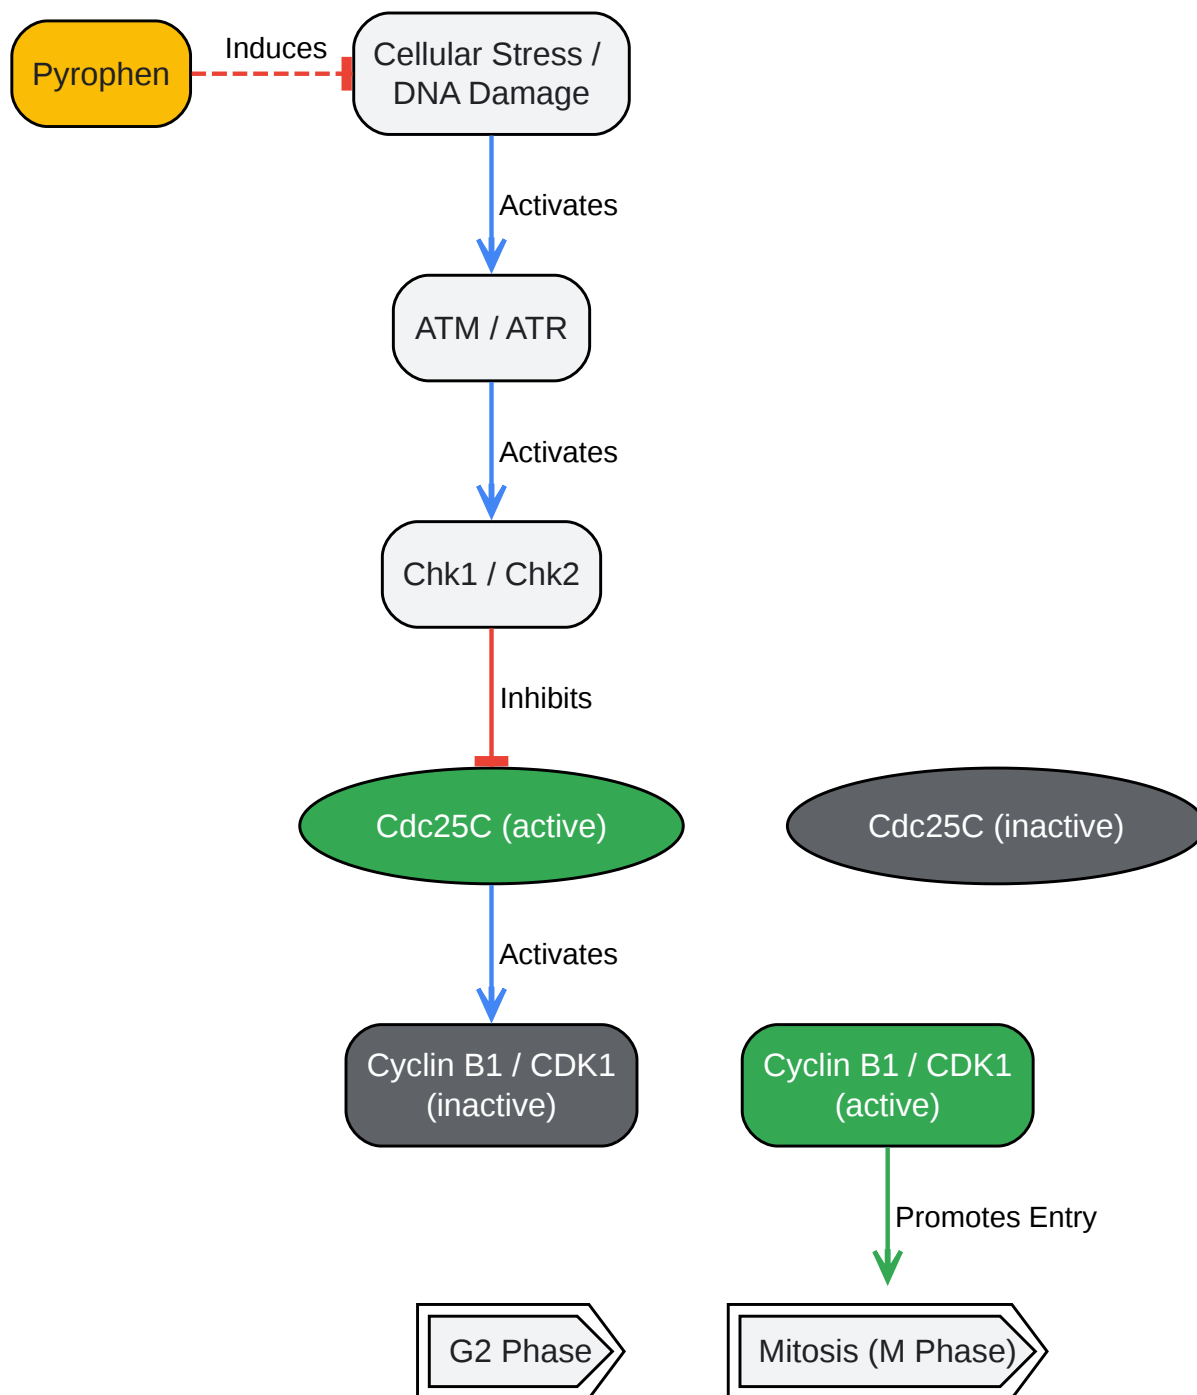 Pyrophen
Induces
Cellular Stress /
DNA Damage
Activates
ATM / ATR
Activates
Chk1 / Chk2
Inhibits
Cdc25C (active)
Cdc25C (inactive)
Activates
Cyclin B1 / CDK1
(inactive)
Cyclin B1 / CDK1
(active)
Promotes Entry
G2 Phase
Mitosis (M Phase)